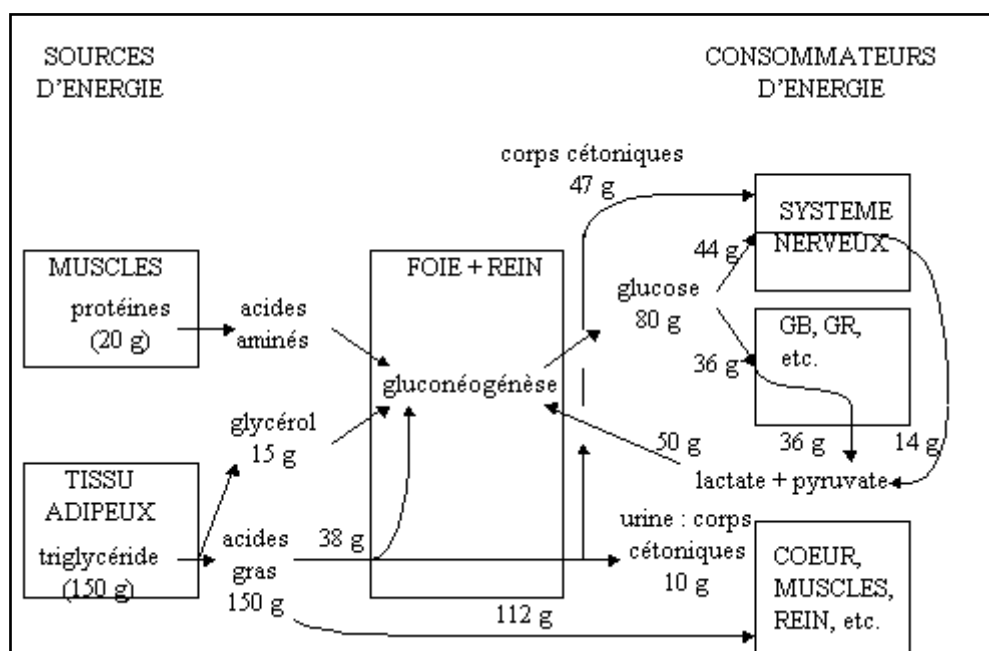 SOURCES
D'ENERGIE
CONSOMMATEURS
D'ENERGIE
corps cétoniques
47 g
SYSTEME
NERVEUX
44 g
MUSCLES
protéines
(20 g)
acides
aminés
FOIE + REIN
gluconéogénèse
glucose
80 g
GB, GR,
etc.
36 g
glycérol
15 g
50 g
36 g
14 g
lactate + pyruvate
TISSU
ADIPEUX
triglycéride
(150 g)
acides
gras
150 g
38 g
urine : corps
cétoniques
10 g
112 g
COEUR,
MUSCLES,
REIN, etc.